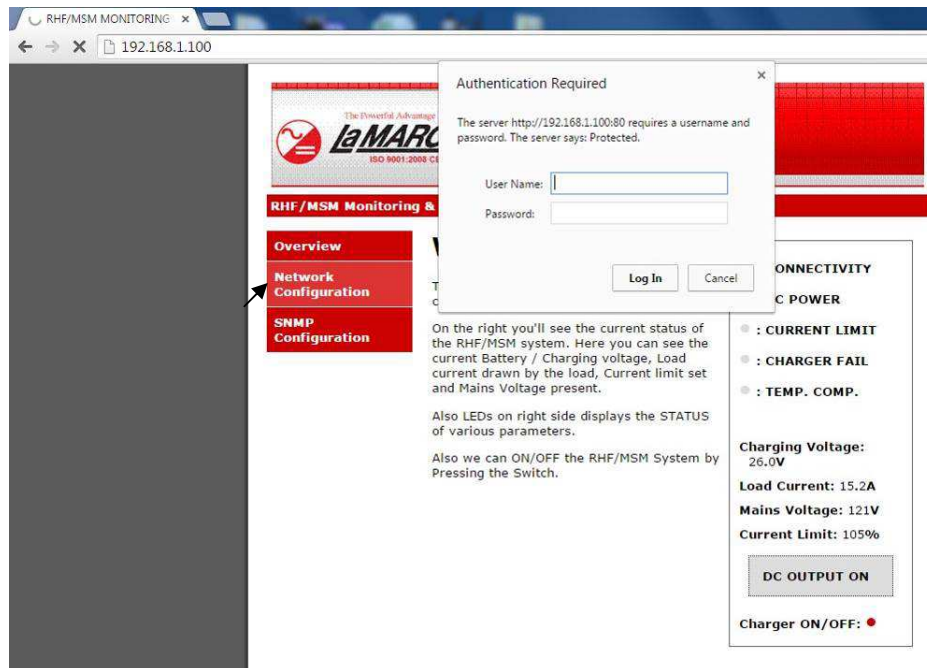 RHF/MSM MONITORING
192.168.1.100
Authentication Required
The server http://192.168.1.100:80 requires a username and
password. The server says: Protected.
User Name:
Password:
Log In
Cancel
The Powerful Advantage
laMARC
ISO 9001:2008 CE
RHF/MSM Monitoring &
Overview
Network
Configuration
SNMP
Configuration
On the right you'll see the current status of
the RHF/MSM system. Here you can see the
current Battery / Charging voltage, Load
current drawn by the load, Current limit set
and Mains Voltage present.
Also LEDs on right side displays the STATUS
of various parameters.
Also we can ON/OFF the RHF/MSM System by
Pressing the Switch.
ONNECTIVITY
C POWER
: CURRENT LIMIT
: CHARGER FAIL
: TEMP. COMP.
Charging Voltage:
26.0V
Load Current: 15.2A
Mains Voltage: 121V
Current Limit: 105%
DC OUTPUT ON
Charger ON/OFF: